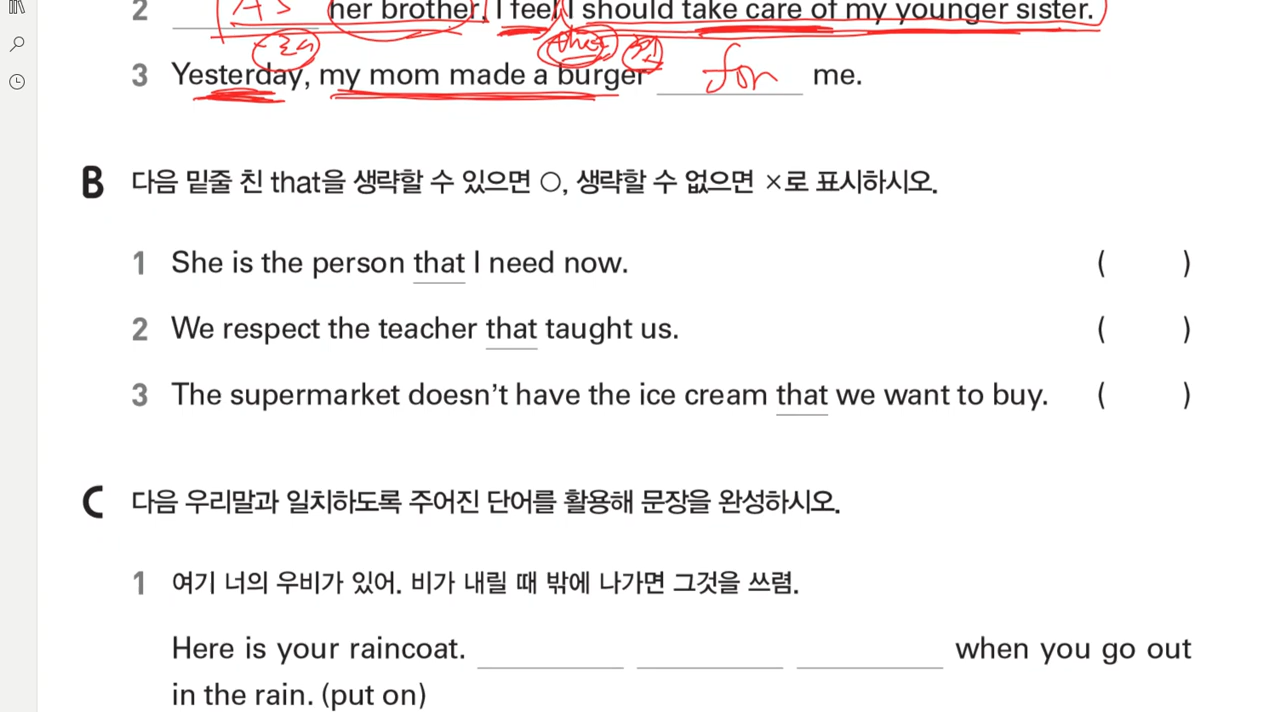 2 As her brother, I feel I should take care of my younger sister.
that
3 Yesterday, my mom made a burger for me.
B 다음 밑줄 친 that을 생략할 수 있으면 ○, 생략할 수 없으면 ×로 표시하시오.
1 She is the person that I need now. ( )
2 We respect the teacher that taught us. ( )
3 The supermarket doesn’t have the ice cream that we want to buy. ( )
C 다음 우리말과 일치하도록 주어진 단어를 활용해 문장을 완성하시오.
1 여기 너의 우비가 있어. 비가 내릴 때 밖에 나가면 그것을 쓰렴.
Here is your raincoat. ________ ________ ________ when you go out
in the rain. (put on)